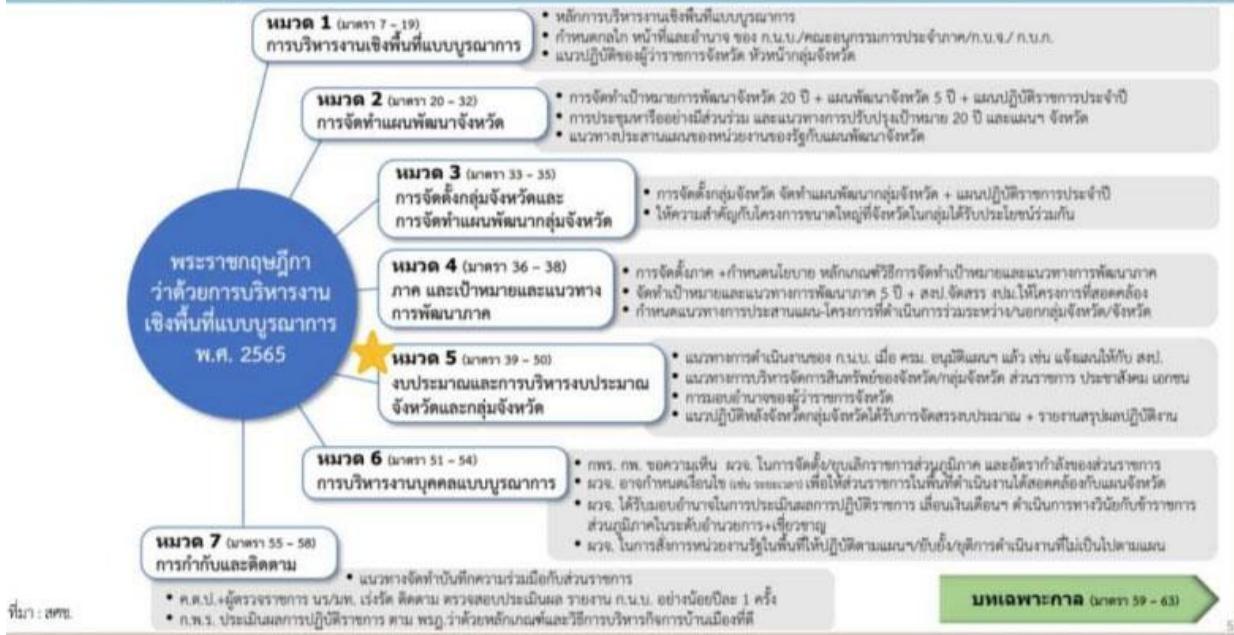 หมวด 1 (มาตรา 7 - 19)
การบริหารงานเชิงพื้นที่แบบบูรณาการ
• หลักการบริหารงานเชิงพื้นที่แบบบูรณาการ
• กำหนดกลไก หน้าที่และอำนาจ ของ ก.น.บ./คณะอนุกรรมการประจำภาค/ก.บ.จ./ ก.บ.ก.
• แนวปฏิบัติของผู้ว่าราชการจังหวัด หัวหน้ากลุ่มจังหวัด
หมวด 2 (มาตรา 20 - 32)
การจัดทำแผนพัฒนาจังหวัด
• การจัดทำเป้าหมายการพัฒนาจังหวัด 20 ปี + แผนพัฒนาจังหวัด 5 ปี + แผนปฏิบัติราชการประจำปี
• การประชุมหารืออย่างมีส่วนร่วม และแนวทางการปรับปรุงเป้าหมาย 20 ปี และแผนฯ จังหวัด
• แนวทางประสานแผนของหน่วยงานของรัฐกับแผนพัฒนาจังหวัด
หมวด 3 (มาตรา 33 - 35)
การจัดตั้งกลุ่มจังหวัดและ
การจัดทำแผนพัฒนากลุ่มจังหวัด
• การจัดตั้งกลุ่มจังหวัด จัดทำแผนพัฒนากลุ่มจังหวัด + แผนปฏิบัติราชการประจำปี
• ให้ความสำคัญกับโครงการขนาดใหญ่ที่จังหวัดในกลุ่มได้รับประโยชน์ร่วมกัน
พระราชกฤษฎีกา
ว่าด้วยการบริหารงาน
เชิงพื้นที่แบบบูรณาการ
พ.ศ. 2565
หมวด 4 (มาตรา 36 - 38)
ภาค และเป้าหมายและแนวทาง
การพัฒนาภาค
• การจัดตั้งภาค +กำหนดนโยบาย หลักเกณฑ์วิธีการจัดทำเป้าหมายและแนวทางการพัฒนาภาค
• จัดทำเป้าหมายและแนวทางการพัฒนาภาค 5 ปี + สงป.จัดสรร งปม.ให้โครงการที่สอดคล้อง
• กำหนดแนวทางการประสานแผน-โครงการที่ดำเนินการร่วมระหว่าง/นอกกลุ่มจังหวัด/จังหวัด
หมวด 5 (มาตรา 39 - 50)
งบประมาณและการบริหารงบประมาณ
จังหวัดและกลุ่มจังหวัด
• แนวทางการดำเนินงานของ ก.น.บ. เมื่อ ครม. อนุมัติแผนฯ แล้ว เช่น แจ้งแผนให้กับ สงป.
• แนวทางการบริหารจัดการสินทรัพย์ของจังหวัด/กลุ่มจังหวัด ส่วนราชการ ประชาสังคม เอกชน
• การมอบอำนาจของผู้ว่าราชการจังหวัด
• แนวปฏิบัติหลังจังหวัดกลุ่มจังหวัดได้รับการจัดสรรงบประมาณ + รายงานสรุปผลปฏิบัติงาน
หมวด 6 (มาตรา 51 - 54)
การบริหารงานบุคคลแบบบูรณาการ
• กพร. กพ. ขอความเห็น ผวจ. ในการจัดตั้ง/ยุบเลิกราชการส่วนภูมิภาค และอัตรากำลังของส่วนราชการ
• ผวจ. อาจกำหนดเงื่อนไข (เช่น ระยะเวลา) เพื่อให้ส่วนราชการในพื้นที่ดำเนินงานได้สอดคล้องกับแผนจังหวัด
• ผวจ. ได้รับมอบอำนาจในการประเมินผลการปฏิบัติราชการ เลื่อนเงินเดือนฯ ดำเนินการทางวินัยกับข้าราชการ
ส่วนภูมิภาคในระดับอำนวยการ+เชี่ยวชาญ
• ผวจ. ในการสั่งการหน่วยงานรัฐในพื้นที่ให้ปฏิบัติตามแผนฯ/ยับยั้ง/ยุติการดำเนินงานที่ไม่เป็นไปตามแผน
หมวด 7 (มาตรา 55 - 58)
การกำกับและติดตาม
• แนวทางจัดทำบันทึกความร่วมมือกับส่วนราชการ
• ค.ต.ป.+ผู้ตรวจราชการ นร/มท. เร่งรัด ติดตาม ตรวจสอบประเมินผล รายงาน ก.น.บ. อย่างน้อยปีละ 1 ครั้ง
• ก.พ.ร. ประเมินผลการปฏิบัติราชการ ตาม พรฎ.ว่าด้วยหลักเกณฑ์และวิธีการบริหารกิจการบ้านเมืองที่ดี
บทเฉพาะกาล (มาตรา 59 - 63)
ที่มา : สศช.
5